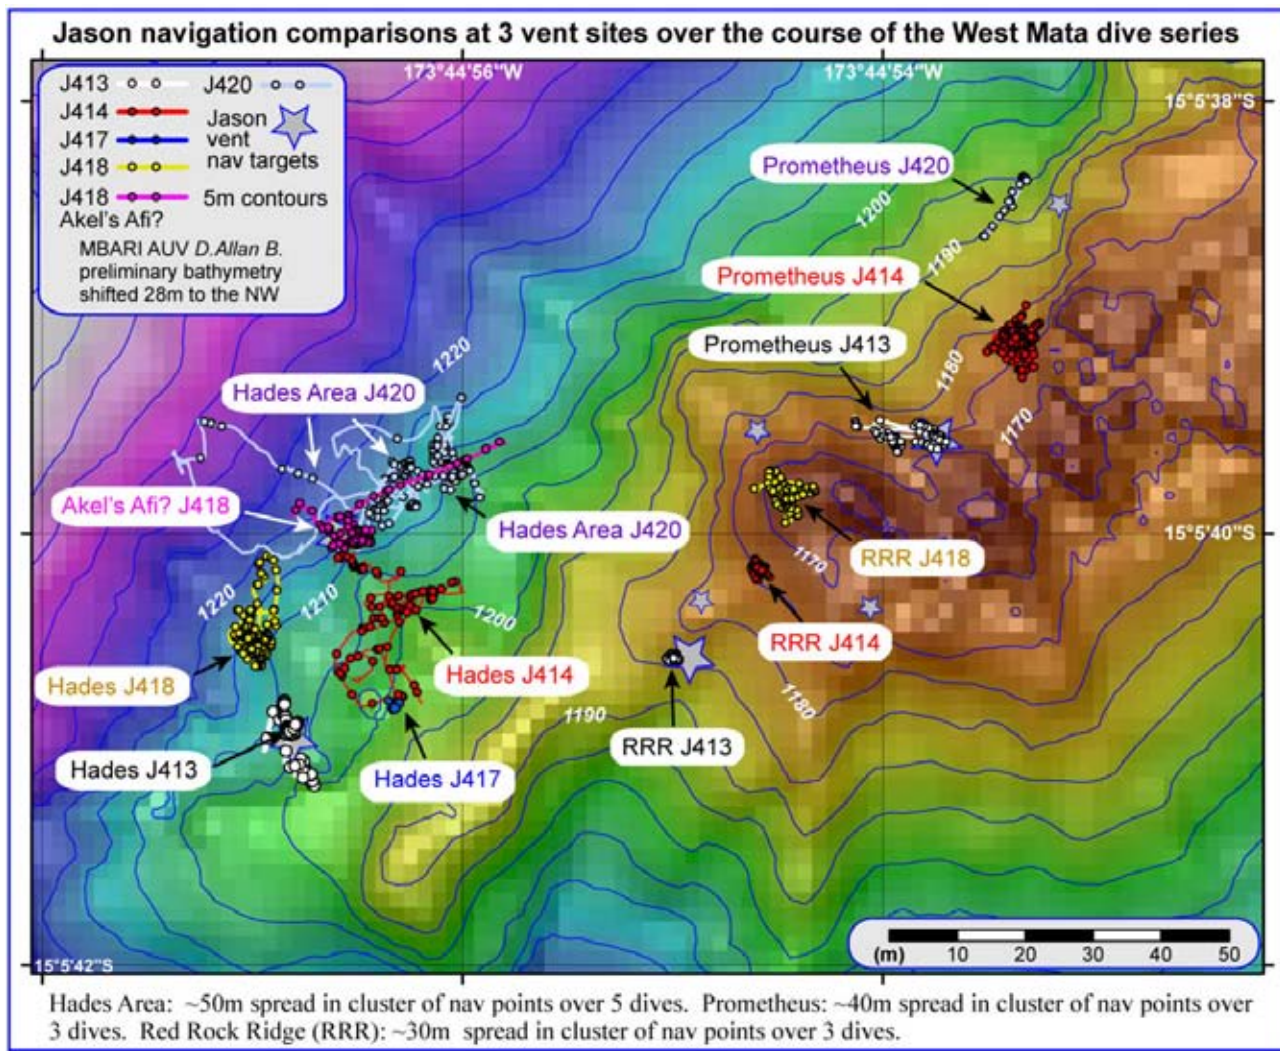 Jason navigation comparisons at 3 vent sites over the course of the West Mata dive series
173°44'56"W
173°44'54"W
15°5'38"S
J413
J420
J414
Jason
vent
nav targets
J417
J418
J418
5m contours
Akel's Afi?
MBARI AUV D.Allan B.
preliminary bathymetry
shifted 28m to the NW
Prometheus J420
1200
1190
Prometheus J414
Prometheus J413
1180
1220
1170
Hades Area J420
Akel's Afi? J418
Hades Area J420
15°5'40"S
RRR J418
1170
1220
1210
1200
RRR J414
Hades J418
Hades J414
1180
1190
RRR J413
Hades J413
Hades J417
(m)
10
20
30
40
50
15°5'42"S
Hades Area: ~50m spread in cluster of nav points over 5 dives. Prometheus: ~40m spread in cluster of nav points over
3 dives. Red Rock Ridge (RRR): ~30m spread in cluster of nav points over 3 dives.